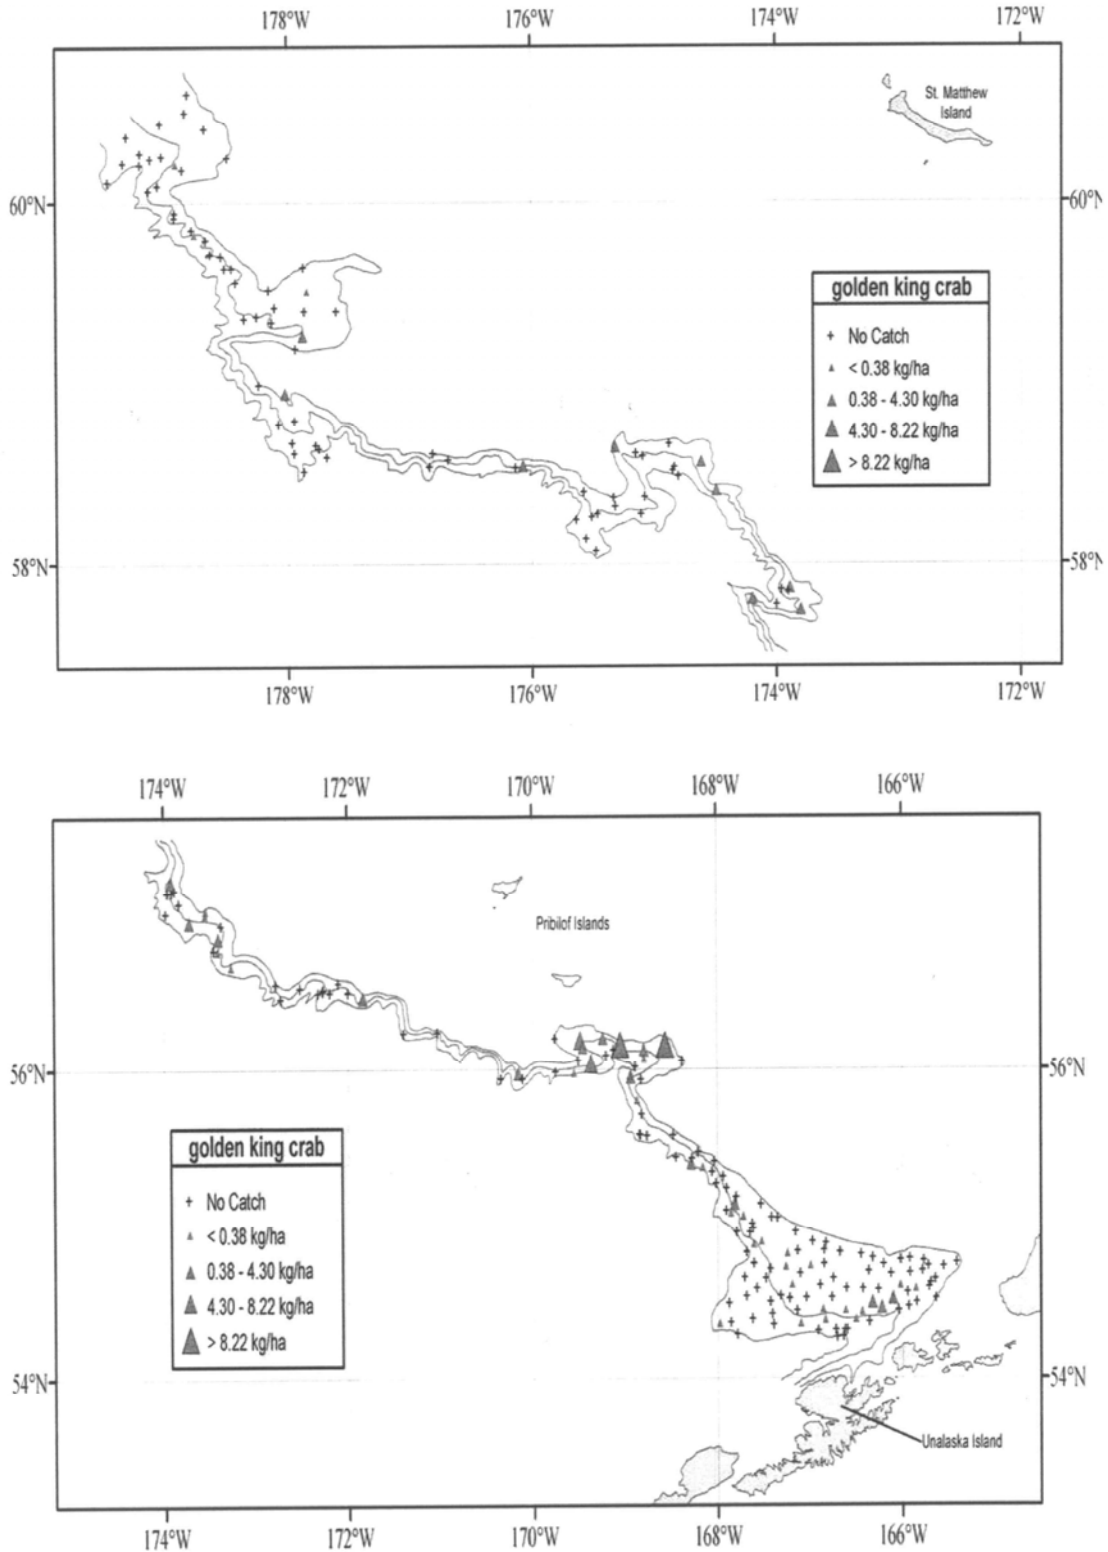 178°W 176°W 174°W 172°W
St. Matthew
Island
60°N 60°N
golden king crab
No Catch
< 0.38 kg/ha
0.38 - 4.30 kg/ha
4.30 - 8.22 kg/ha
> 8.22 kg/ha
58°N 58°N
178°W 176°W 174°W 172°W
174°W 172°W 170°W 168°W 166°W
Pribilof Islands
56°N 56°N
golden king crab
No Catch
< 0.38 kg/ha
0.38 - 4.30 kg/ha
4.30 - 8.22 kg/ha
> 8.22 kg/ha
54°N 54°N
Unalaska Island
174°W 172°W 170°W 168°W 166°W